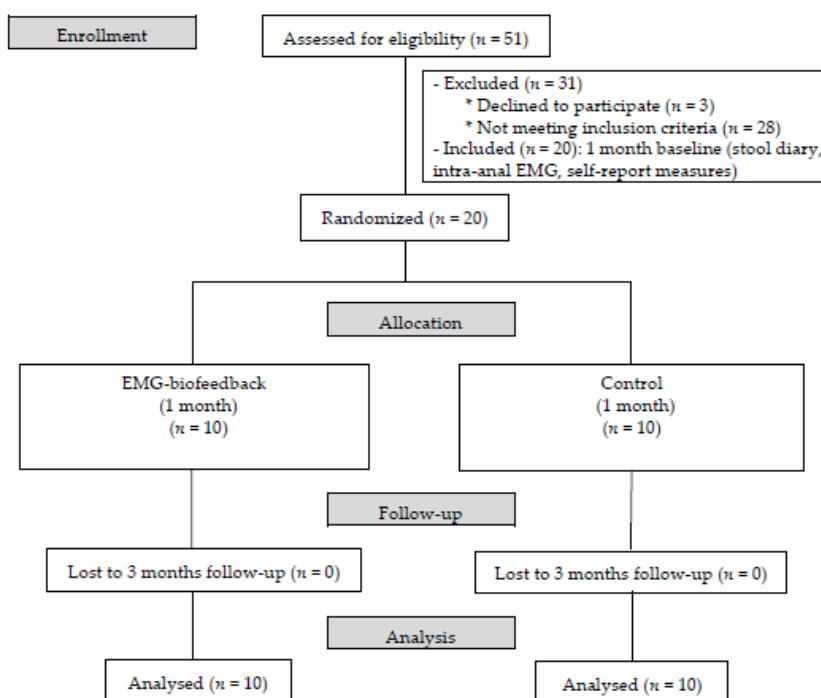 Enrollment
Assessed for eligibility (n = 51)
- Excluded (n = 31)
* Declined to participate (n = 3)
* Not meeting inclusion criteria (n = 28)
- Included (n = 20): 1 month baseline (stool diary,
intra-anal EMG, self-report measures)
Randomized (n = 20)
Allocation
EMG-biofeedback
(1 month)
(n = 10)
Control
(1 month)
(n = 10)
Follow-up
Lost to 3 months follow-up (n = 0)
Lost to 3 months follow-up (n = 0)
Analysis
Analysed (n = 10)
Analysed (n = 10)